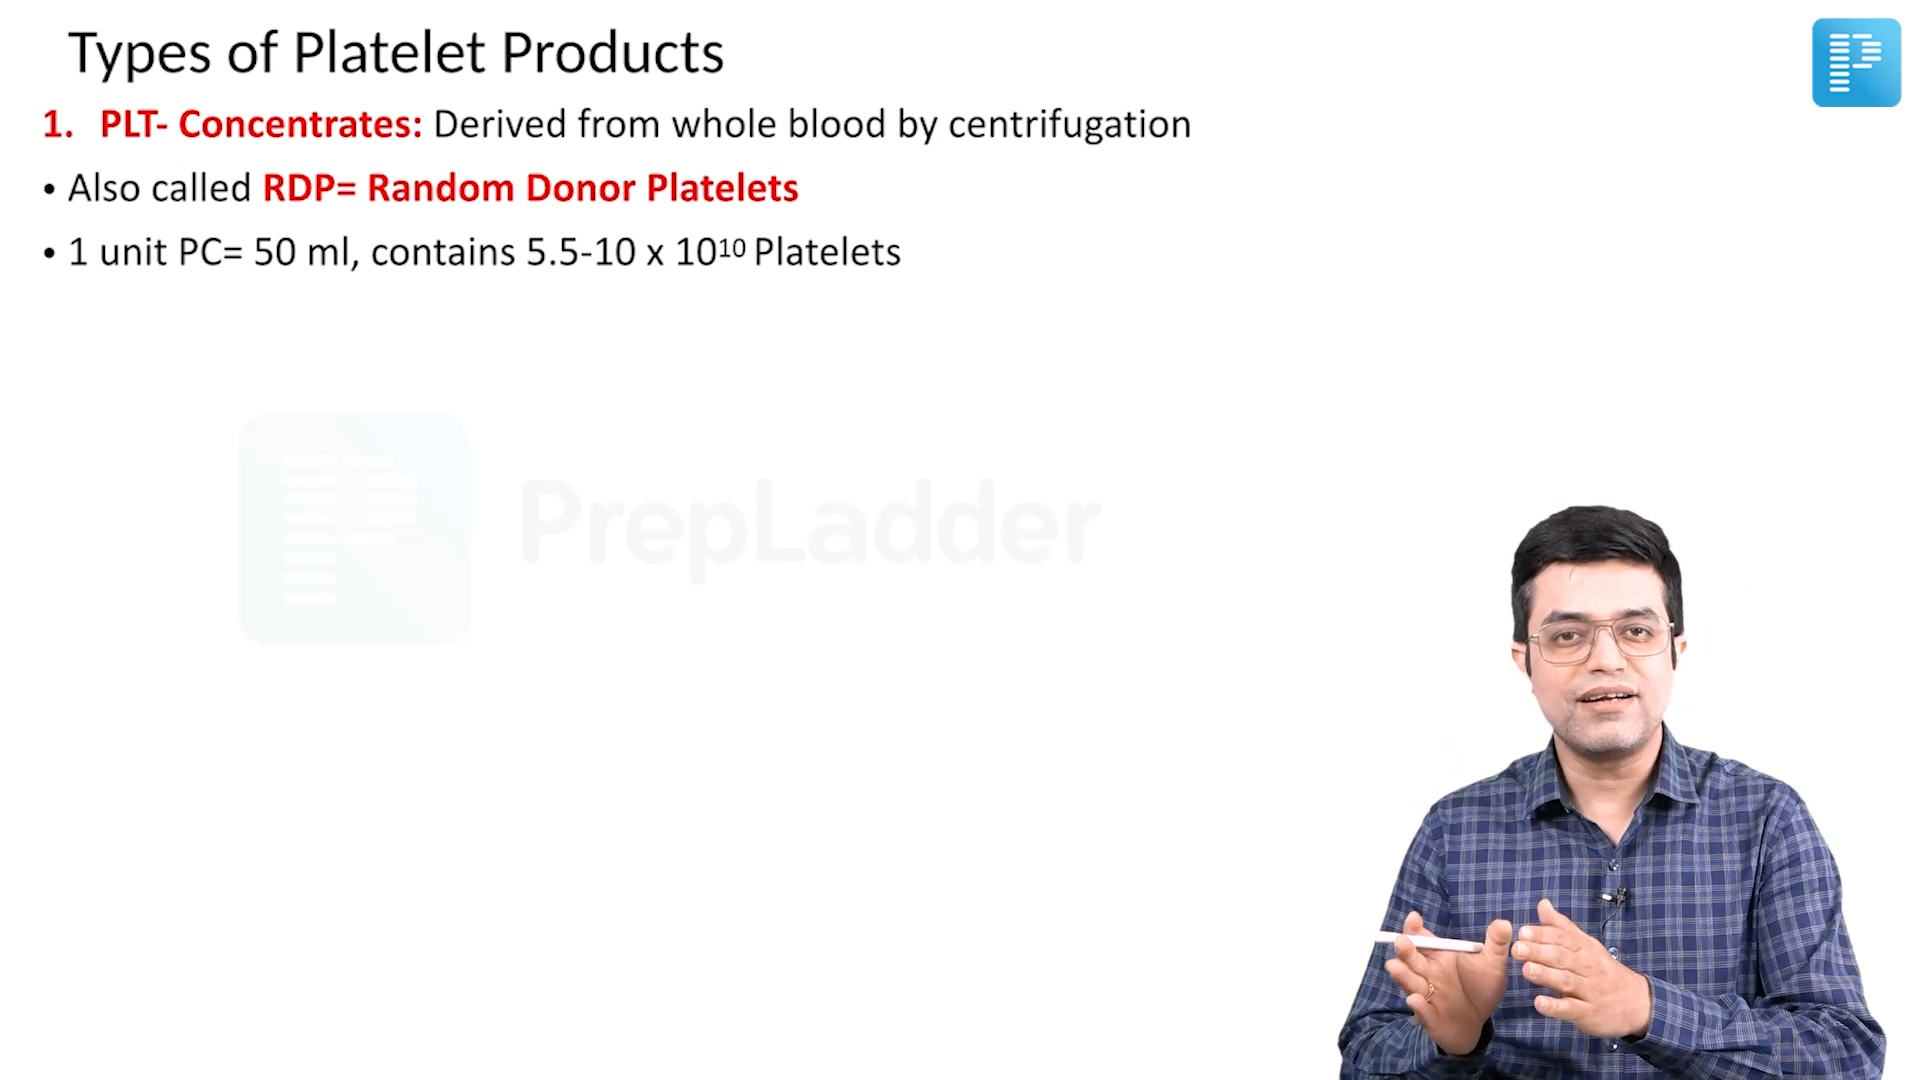 Types of Platelet Products
1. PLT- Concentrates: Derived from whole blood by centrifugation
• Also called RDP= Random Donor Platelets
• 1 unit PC= 50 ml, contains 5.5-10 x 10¹⁰ Platelets
PrepLadder